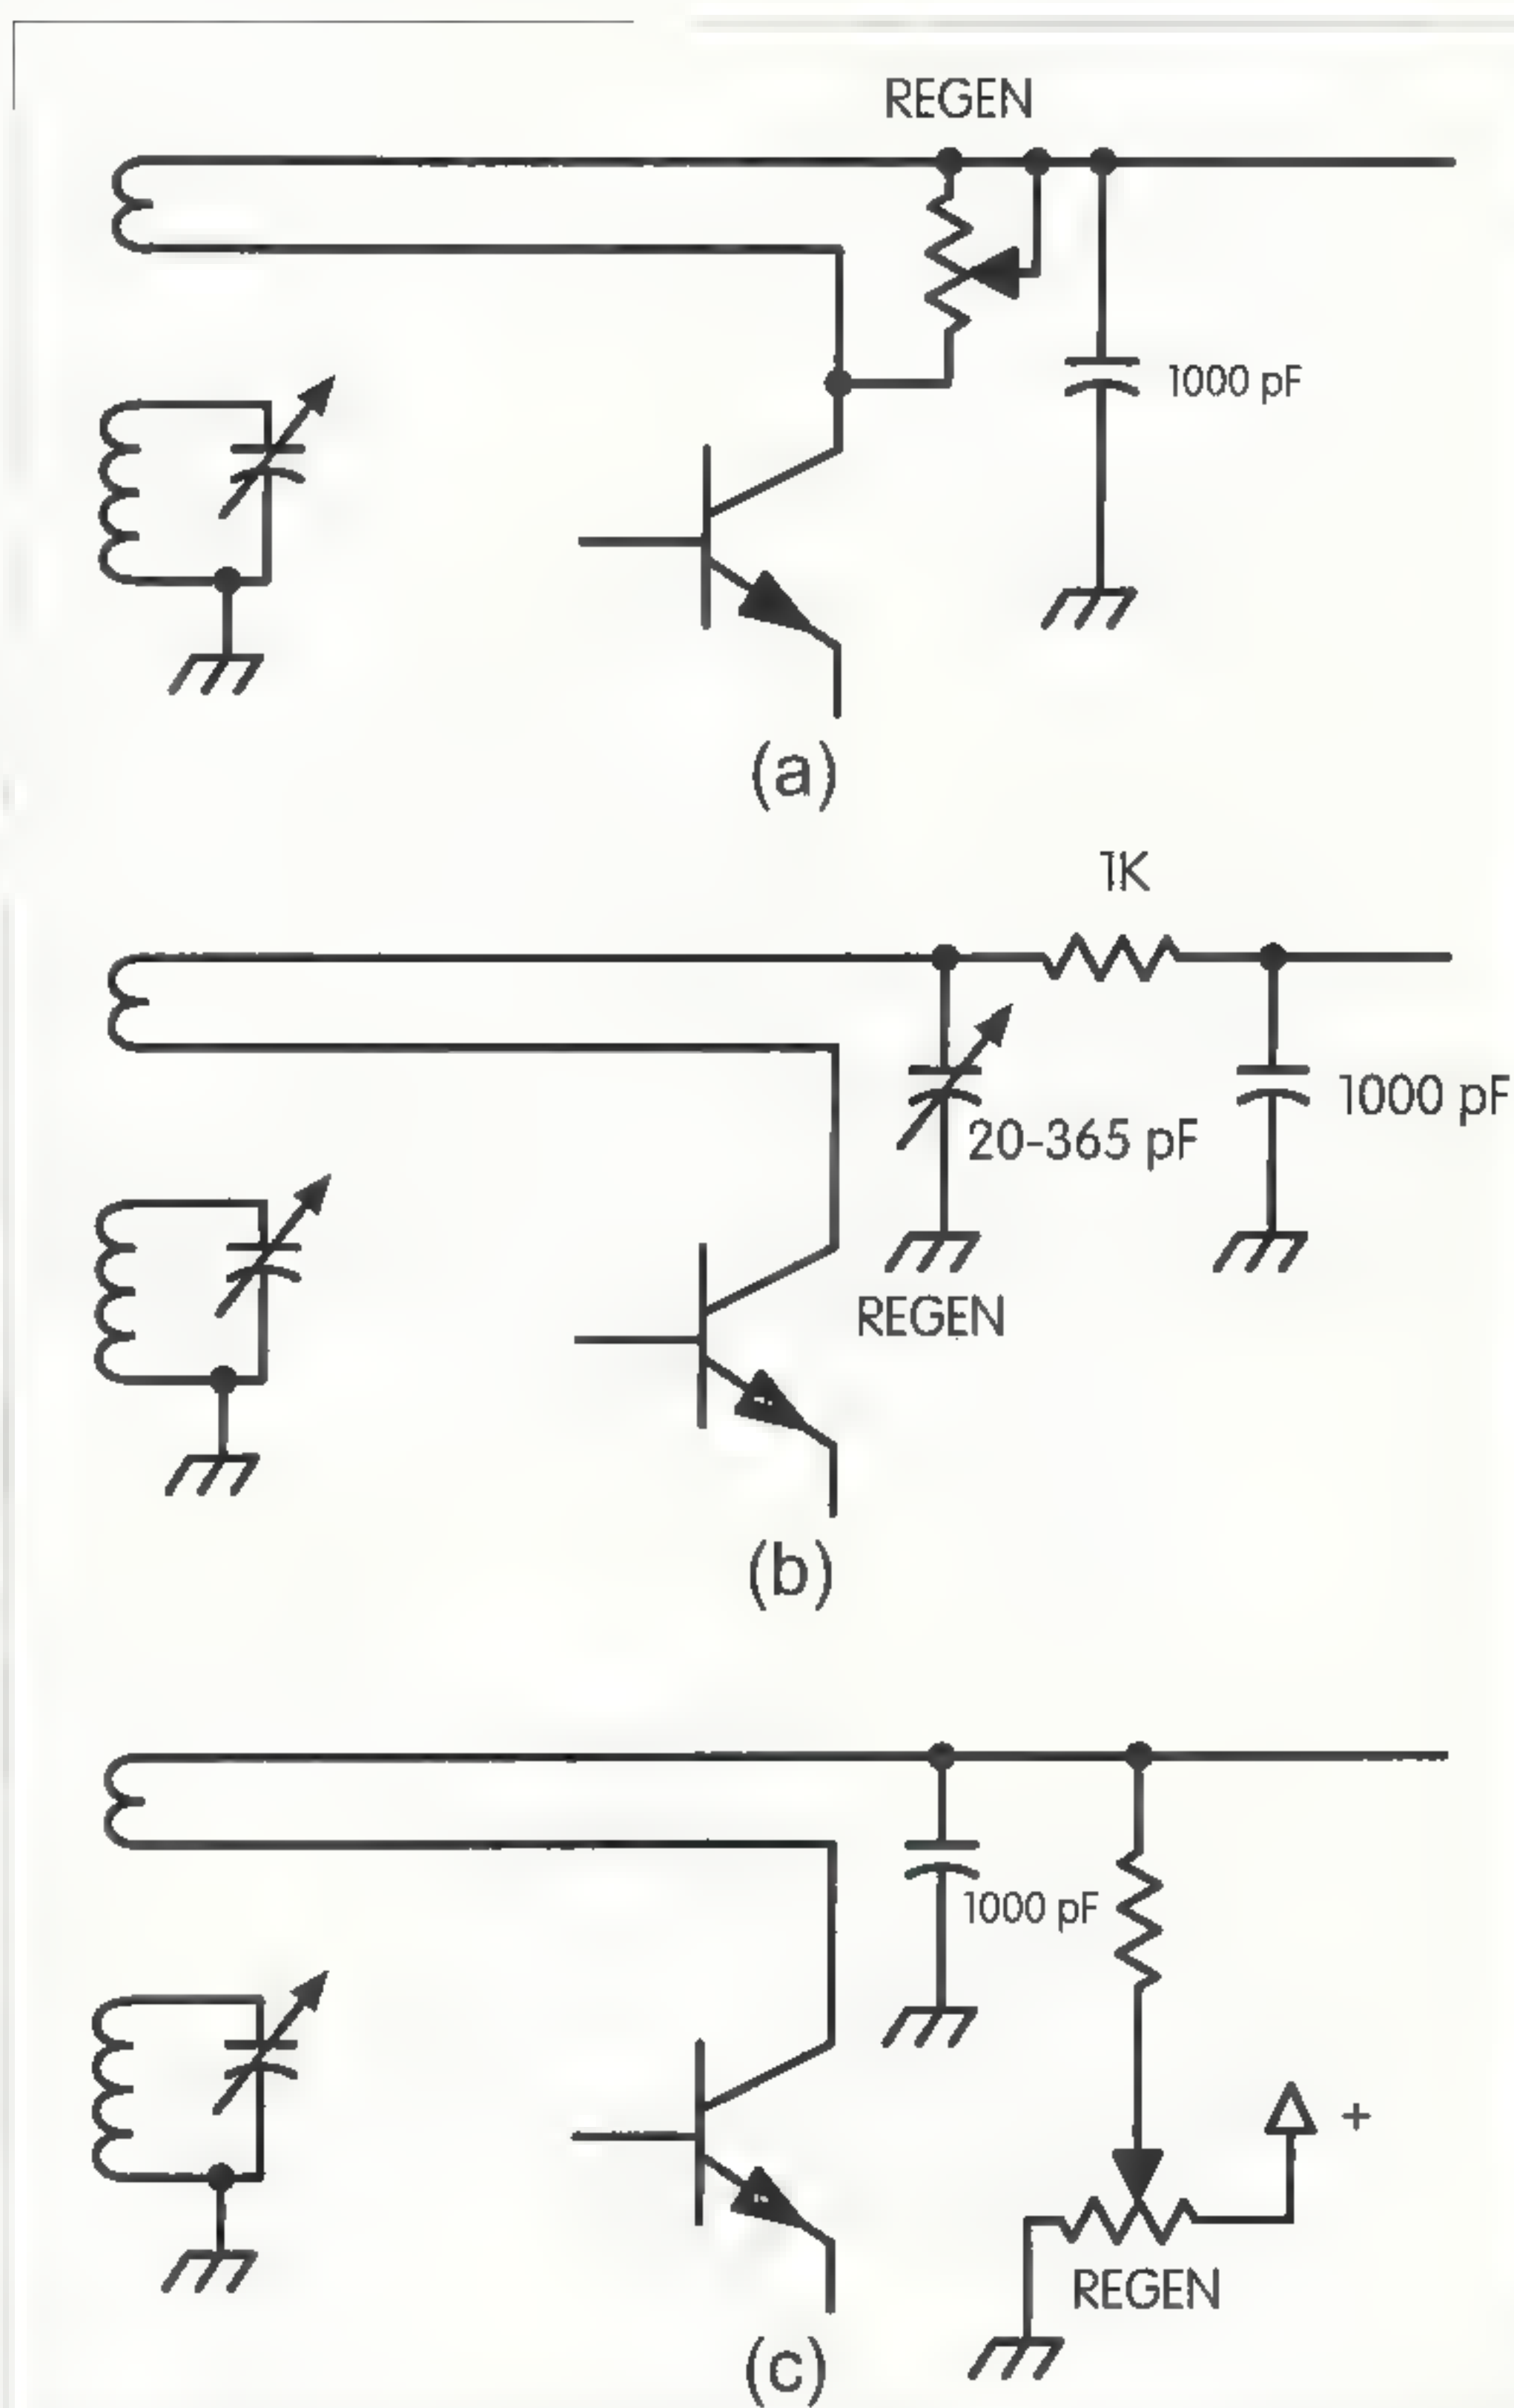 REGEN
1000 pF
(a)
1K
1000 pF
20-365 pF
REGEN
(b)
1000 pF
+
REGEN
(c)